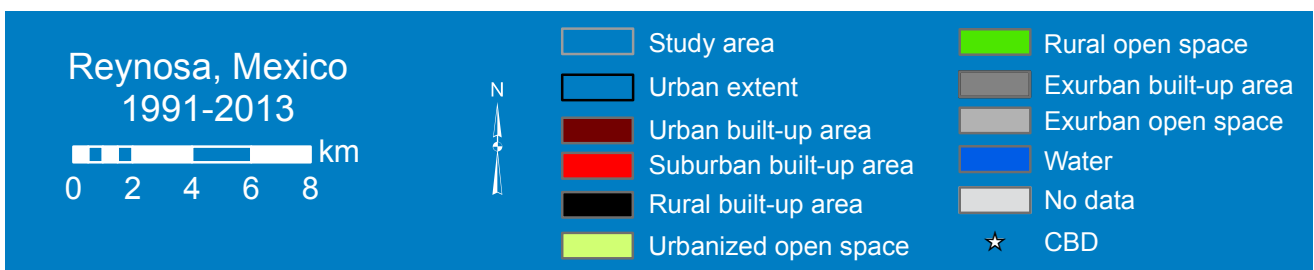 Reynosa, Mexico
1991-2013
km
0 2 4 6 8
N
Study area
Urban extent
Urban built-up area
Suburban built-up area
Rural built-up area
Urbanized open space
Rural open space
Exurban built-up area
Exurban open space
Water
No data
CBD